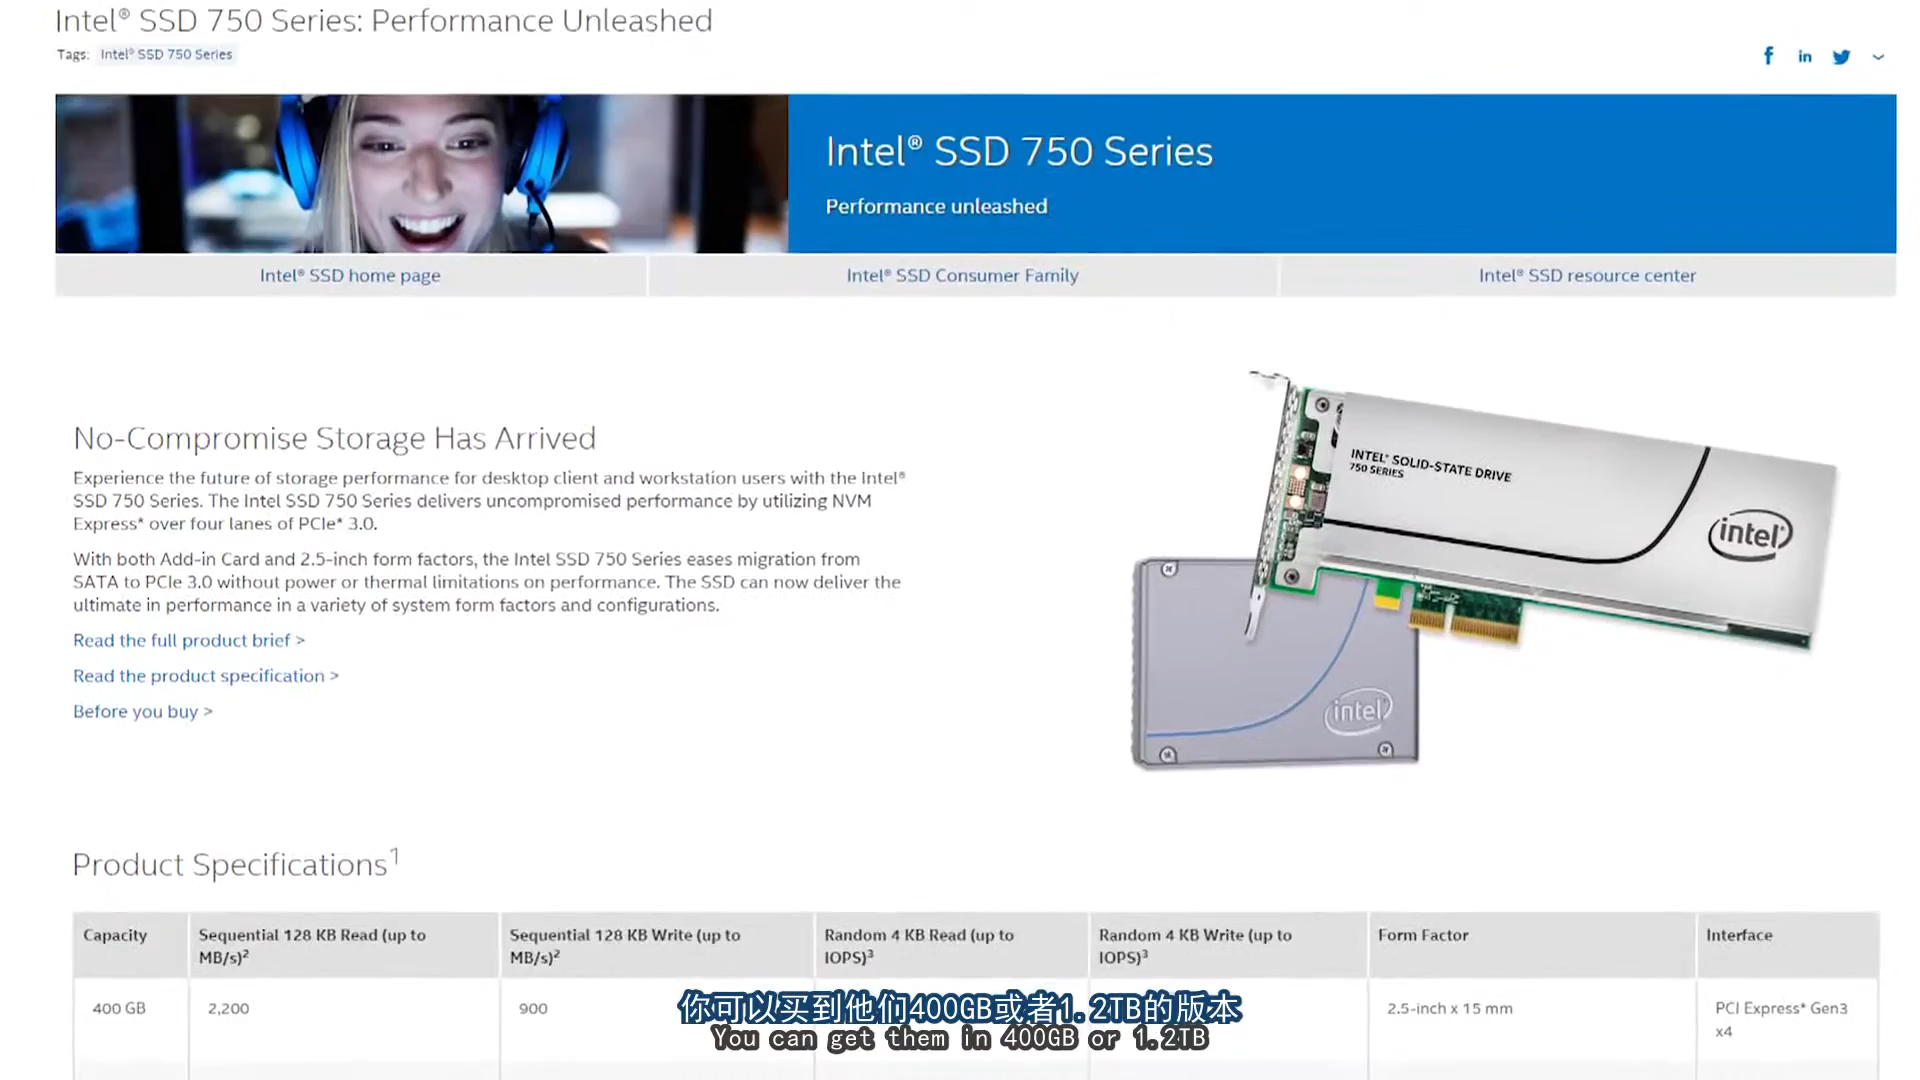 Intel® SSD 750 Series: Performance Unleashed
Tags: Intel® SSD 750 Series
Intel® SSD 750 Series
Performance unleashed
Intel® SSD home page
Intel® SSD Consumer Family
Intel® SSD resource center
No-Compromise Storage Has Arrived
Experience the future of storage performance for desktop client and workstation users with the Intel®
SSD 750 Series. The Intel SSD 750 Series delivers uncompromised performance by utilizing NVM
Express* over four lanes of PCIe* 3.0.
With both Add-in Card and 2.5-inch form factors, the Intel SSD 750 Series eases migration from
SATA to PCIe 3.0 without power or thermal limitations on performance. The SSD can now deliver the
ultimate in performance in a variety of system form factors and configurations.
Read the full product brief >
Read the product specification >
Before you buy >
INTEL® SOLID-STATE DRIVE
750 SERIES
intel
intel
Product Specifications¹
Capacity
Sequential 128 KB Read (up to
MB/s)²
Sequential 128 KB Write (up to
MB/s)²
Random 4 KB Read (up to
IOPS)³
Random 4 KB Write (up to
IOPS)³
Form Factor
Interface
400 GB
2,200
900
2.5-inch x 15 mm
PCI Express* Gen3
x4
你可以买到他们400GB或者1.2TB的版本
You can get them in 400GB or 1.2TB